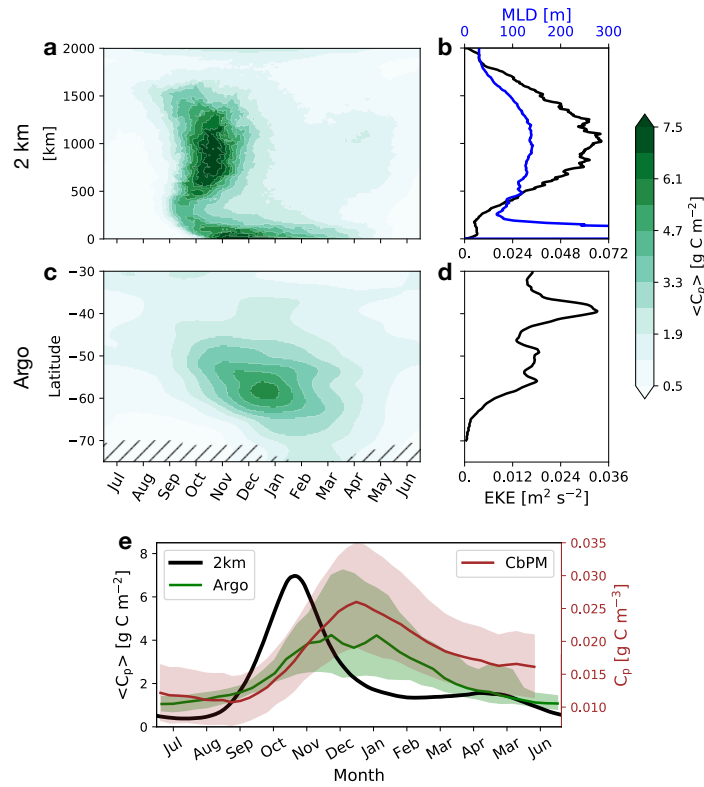 MLD [m]
0 100 200 300
a
b
2000
1500
1000
500
0
2 km
[km]
0. 0.024 0.048 0.072
7.5
6.1
4.7
3.3
1.9
0.5
<Cp> [g C m−2]
c
d
−30
−40
−50
−60
−70
Argo
Latitude
Jul Aug Sep Oct Nov Dec Jan Feb Mar Apr May Jun
0. 0.012 0.024 0.036
EKE [m2 s−2]
e
2km
Argo
CbPM
8
6
4
2
0
<Cp> [g C m−2]
0.035
0.030
0.025
0.020
0.015
0.010
Cp [g C m−3]
Jul Aug Sep Oct Nov Dec Jan Feb Mar Apr Mar Jun
Month